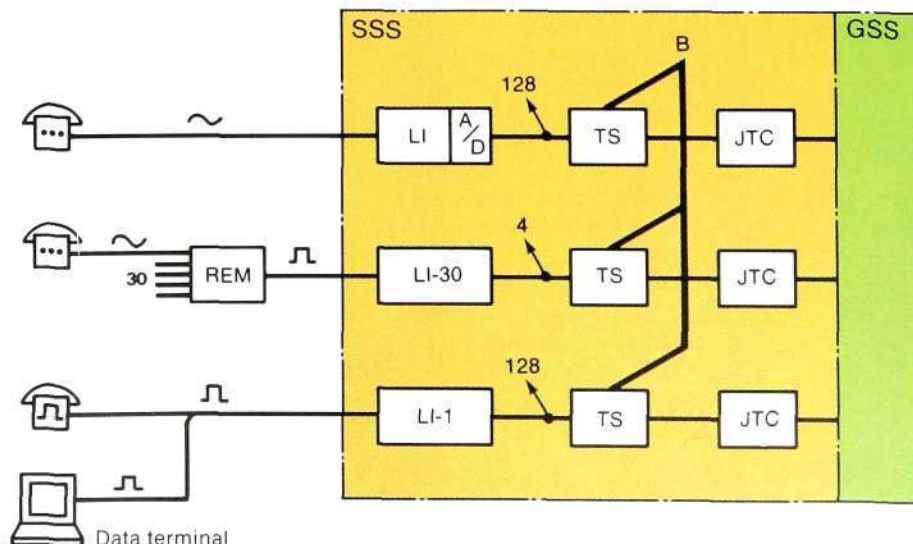 SSS
GSS
B
128
LI
A/D
TS
JTC
4
30
REM
LI-30
TS
JTC
128
LI-1
TS
JTC
Data terminal